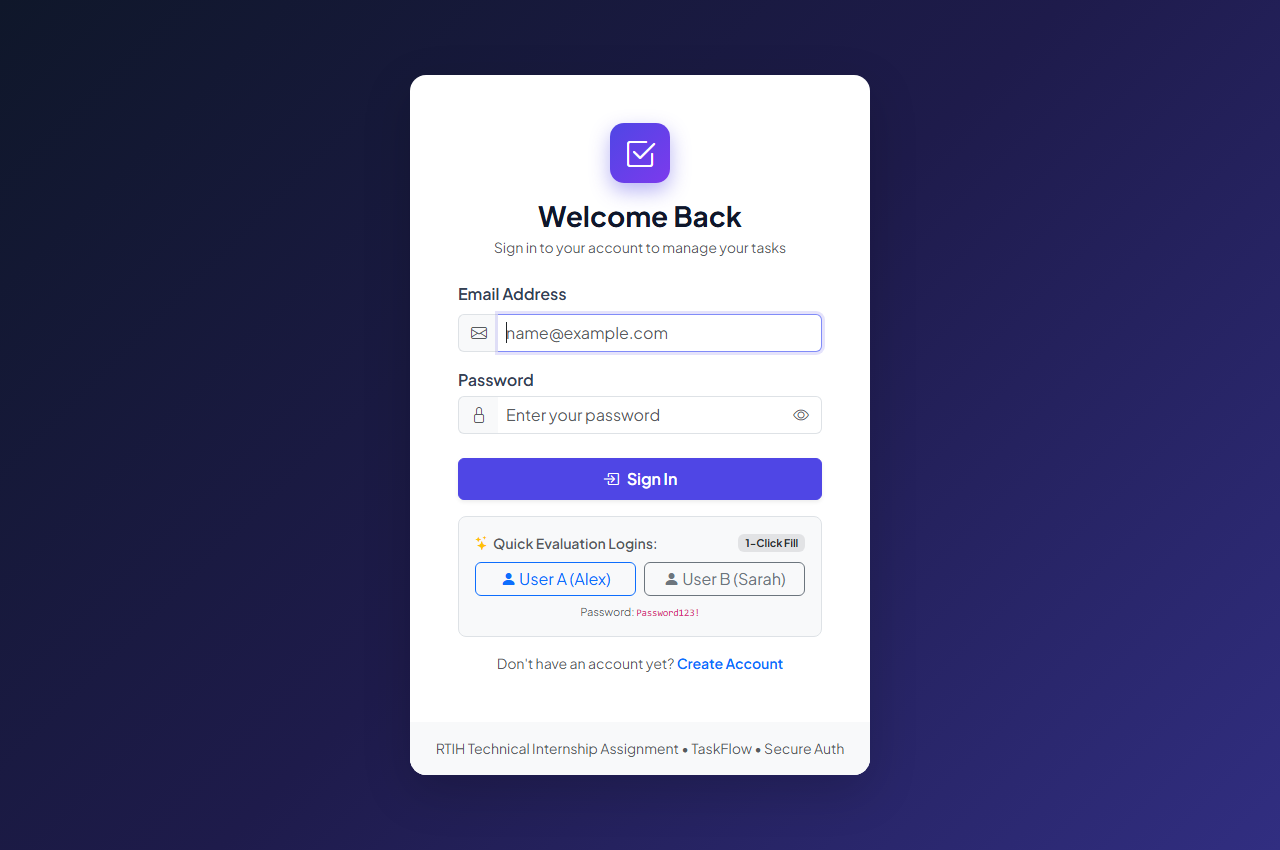 Welcome Back
Sign in to your account to manage your tasks
Email Address
name@example.com
Password
Enter your password
Sign In
Quick Evaluation Logins:
1-Click Fill
User A (Alex)
User B (Sarah)
Password: Password123!
Don't have an account yet? Create Account
RTIH Technical Internship Assignment • TaskFlow • Secure Auth